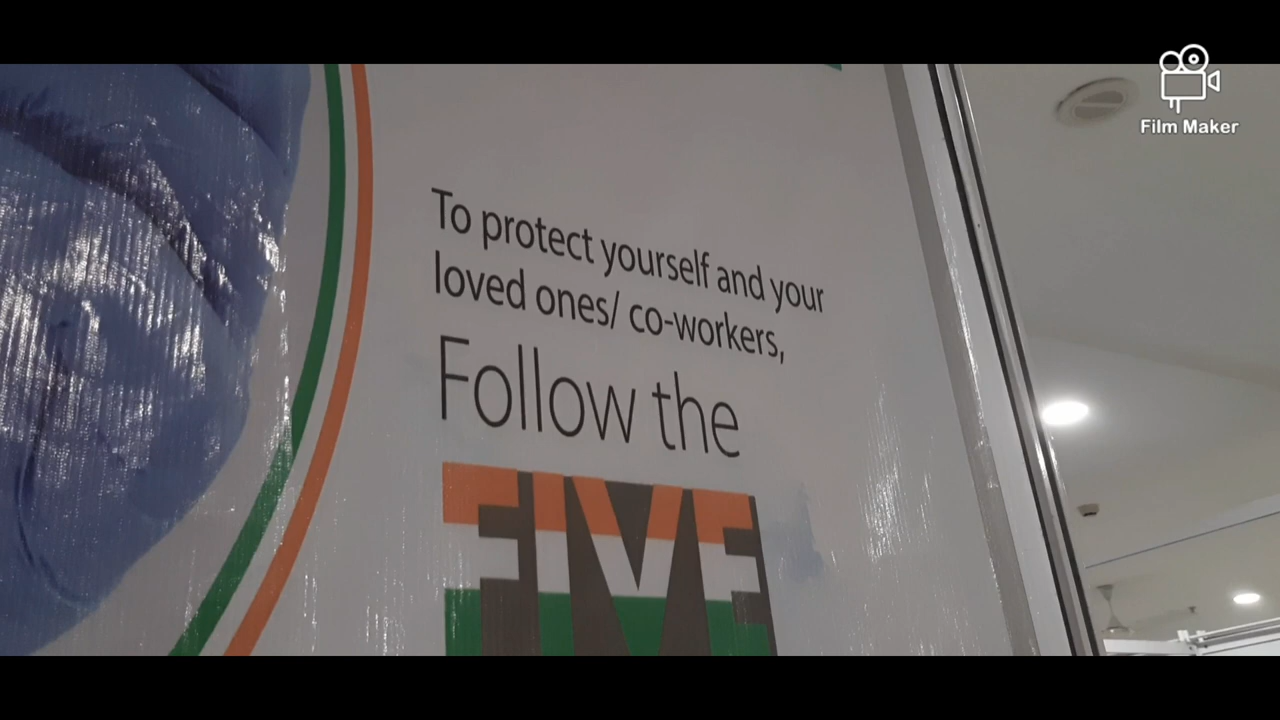 Film Maker
To protect yourself and your
loved ones/ co-workers,
Follow the
FIVE